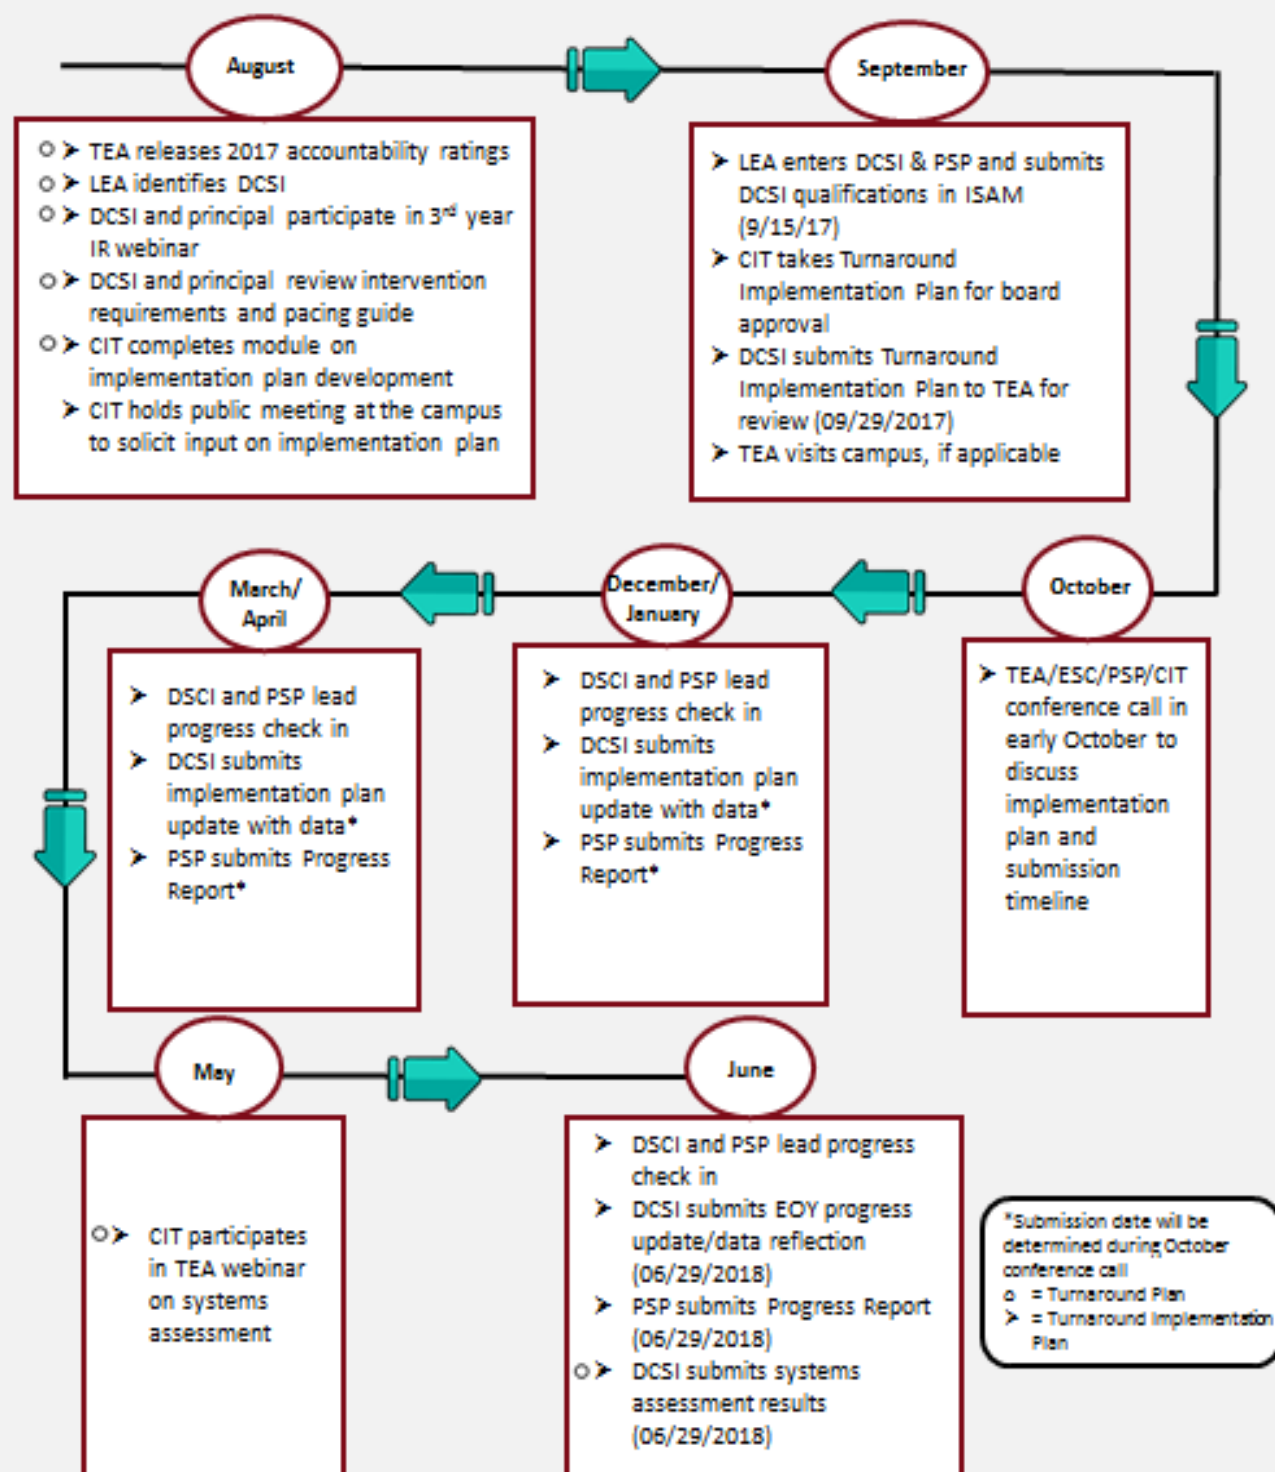 August
○ ➤ TEA releases 2017 accountability ratings
○ ➤ LEA identifies DCSI
○ ➤ DCSI and principal participate in 3rd year
IR webinar
○ ➤ DCSI and principal review intervention
requirements and pacing guide
○ ➤ CIT completes module on
implementation plan development
➤ CIT holds public meeting at the campus
to solicit input on implementation plan
September
➤ LEA enters DCSI & PSP and submits
DCSI qualifications in ISAM
(9/15/17)
➤ CIT takes Turnaround
Implementation Plan for board
approval
➤ DCSI submits Turnaround
Implementation Plan to TEA for
review (09/29/2017)
➤ TEA visits campus, if applicable
October
➤ TEA/ESC/PSP/CIT
conference call in
early October to
discuss
implementation
plan and
submission
timeline
December/
January
➤ DSCI and PSP lead
progress check in
➤ DCSI submits
implementation plan
update with data*
➤ PSP submits Progress
Report*
March/
April
➤ DSCI and PSP lead
progress check in
➤ DCSI submits
implementation plan
update with data*
➤ PSP submits Progress
Report*
May
○ ➤ CIT participates
in TEA webinar
on systems
assessment
June
➤ DSCI and PSP lead progress
check in
➤ DCSI submits EOY progress
update/data reflection
(06/29/2018)
➤ PSP submits Progress Report
(06/29/2018)
○ ➤ DCSI submits systems
assessment results
(06/29/2018)
*Submission date will be
determined during October
conference call
○ = Turnaround Plan
➤ = Turnaround Implementation
Plan